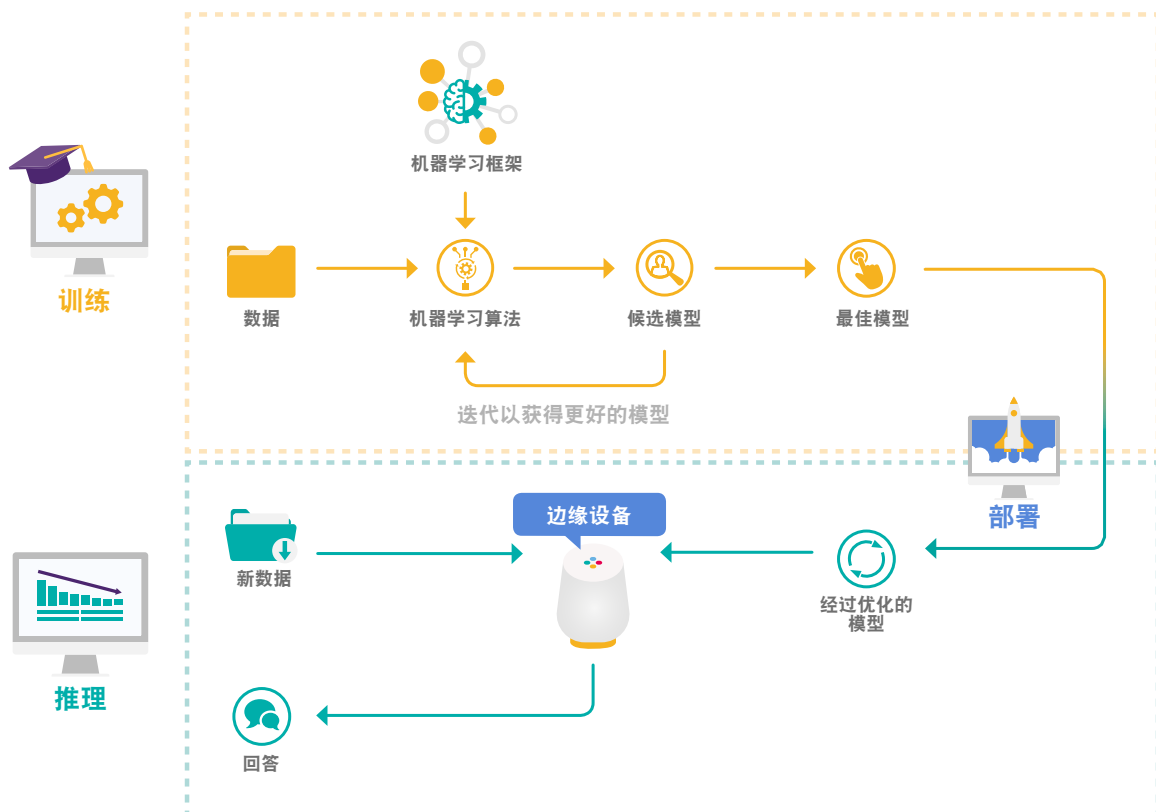 机器学习框架
训练
数据
机器学习算法
候选模型
最佳模型
迭代以获得更好的模型
部署
边缘设备
新数据
经过优化的
模型
推理
回答